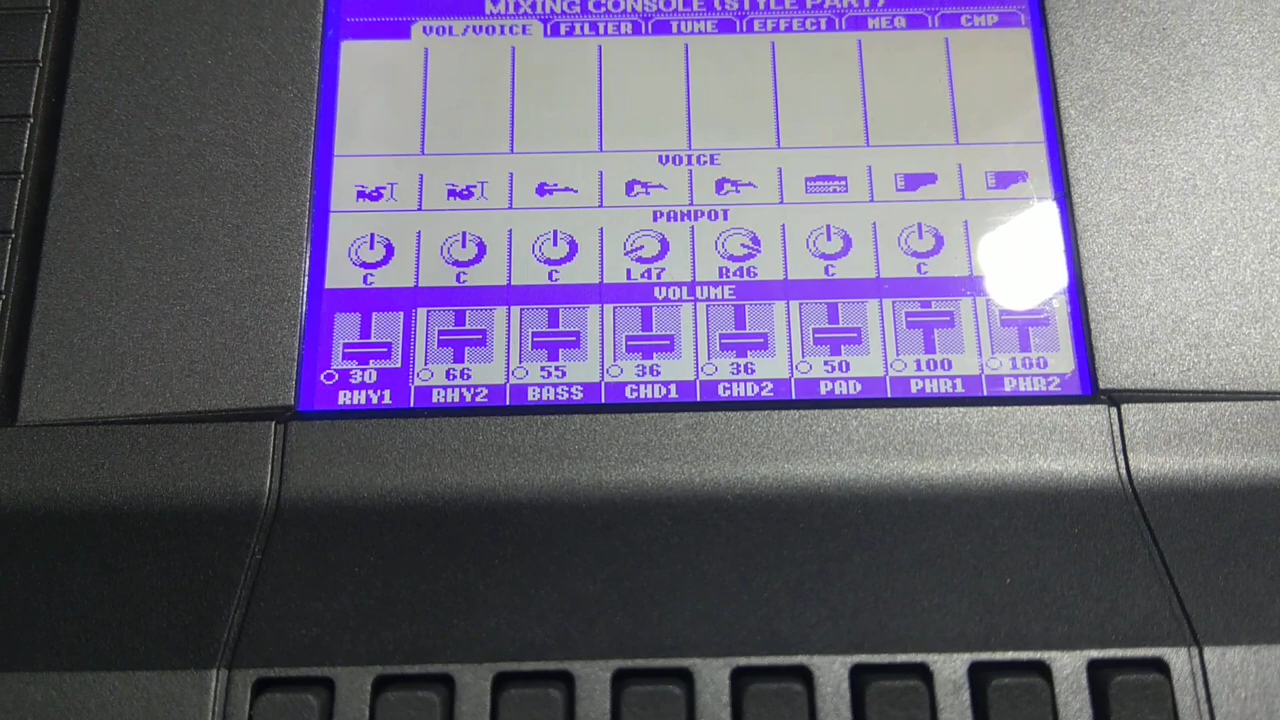 MIXING CONSOLE (STYLE PART)
VOL/VOICE FILTER TUNE EFFECT MEQ CMP
VOICE
PANPOT
C C C L47 R46 C C
VOLUME
30 66 55 36 36 50 100 100
RHY1 RHY2 BASS CHD1 CHD2 PAD PHR1 PHR2